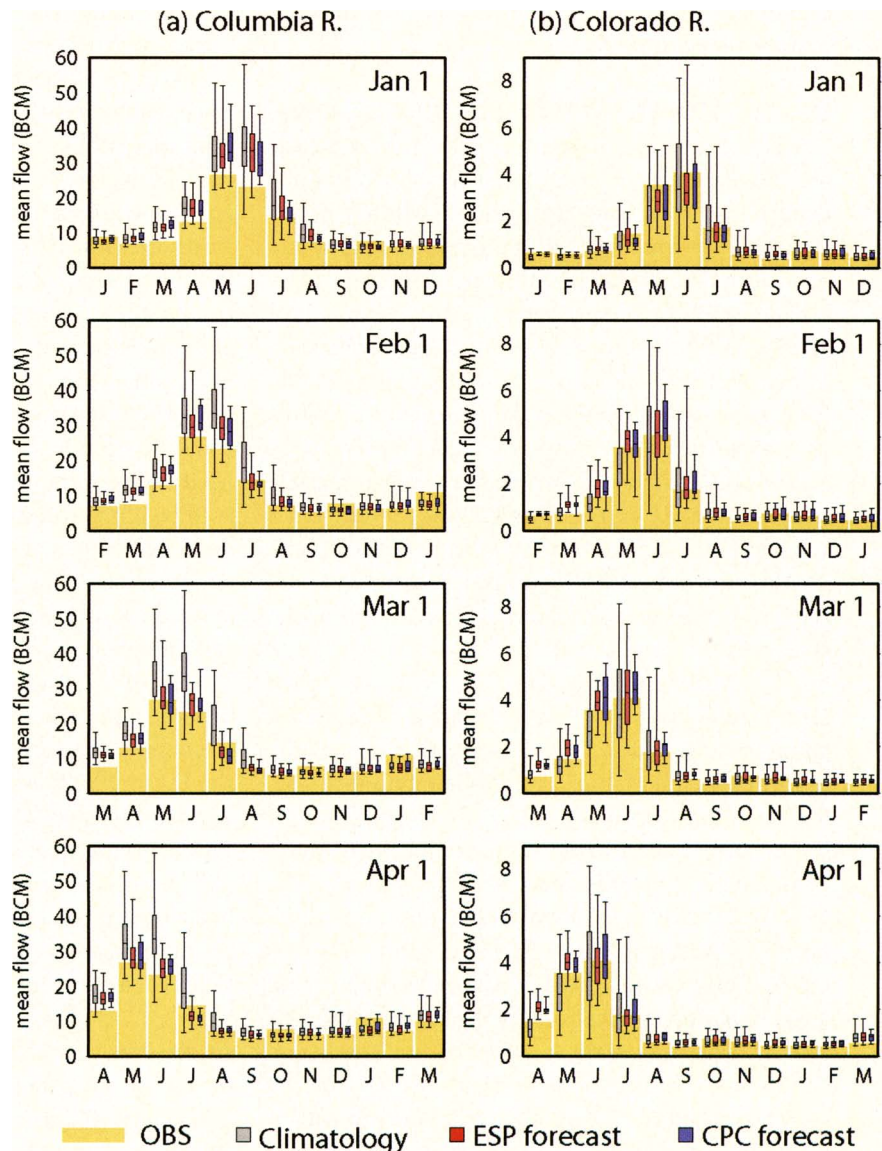 (a) Columbia R.
(b) Colorado R.
Jan 1
mean flow (BCM)
60
50
40
30
20
10
0
J F M A M J J A S O N D
Jan 1
mean flow (BCM)
8
6
4
2
0
J F M A M J J A S O N D
Feb 1
mean flow (BCM)
60
50
40
30
20
10
0
F M A M J J A S O N D J
Feb 1
mean flow (BCM)
8
6
4
2
0
F M A M J J A S O N D J
Mar 1
mean flow (BCM)
60
50
40
30
20
10
0
M A M J J A S O N D J F
Mar 1
mean flow (BCM)
8
6
4
2
0
M A M J J A S O N D J F
Apr 1
mean flow (BCM)
60
50
40
30
20
10
0
A M J J A S O N D J F M
Apr 1
mean flow (BCM)
8
6
4
2
0
A M J J A S O N D J F M
OBS
Climatology
ESP forecast
CPC forecast